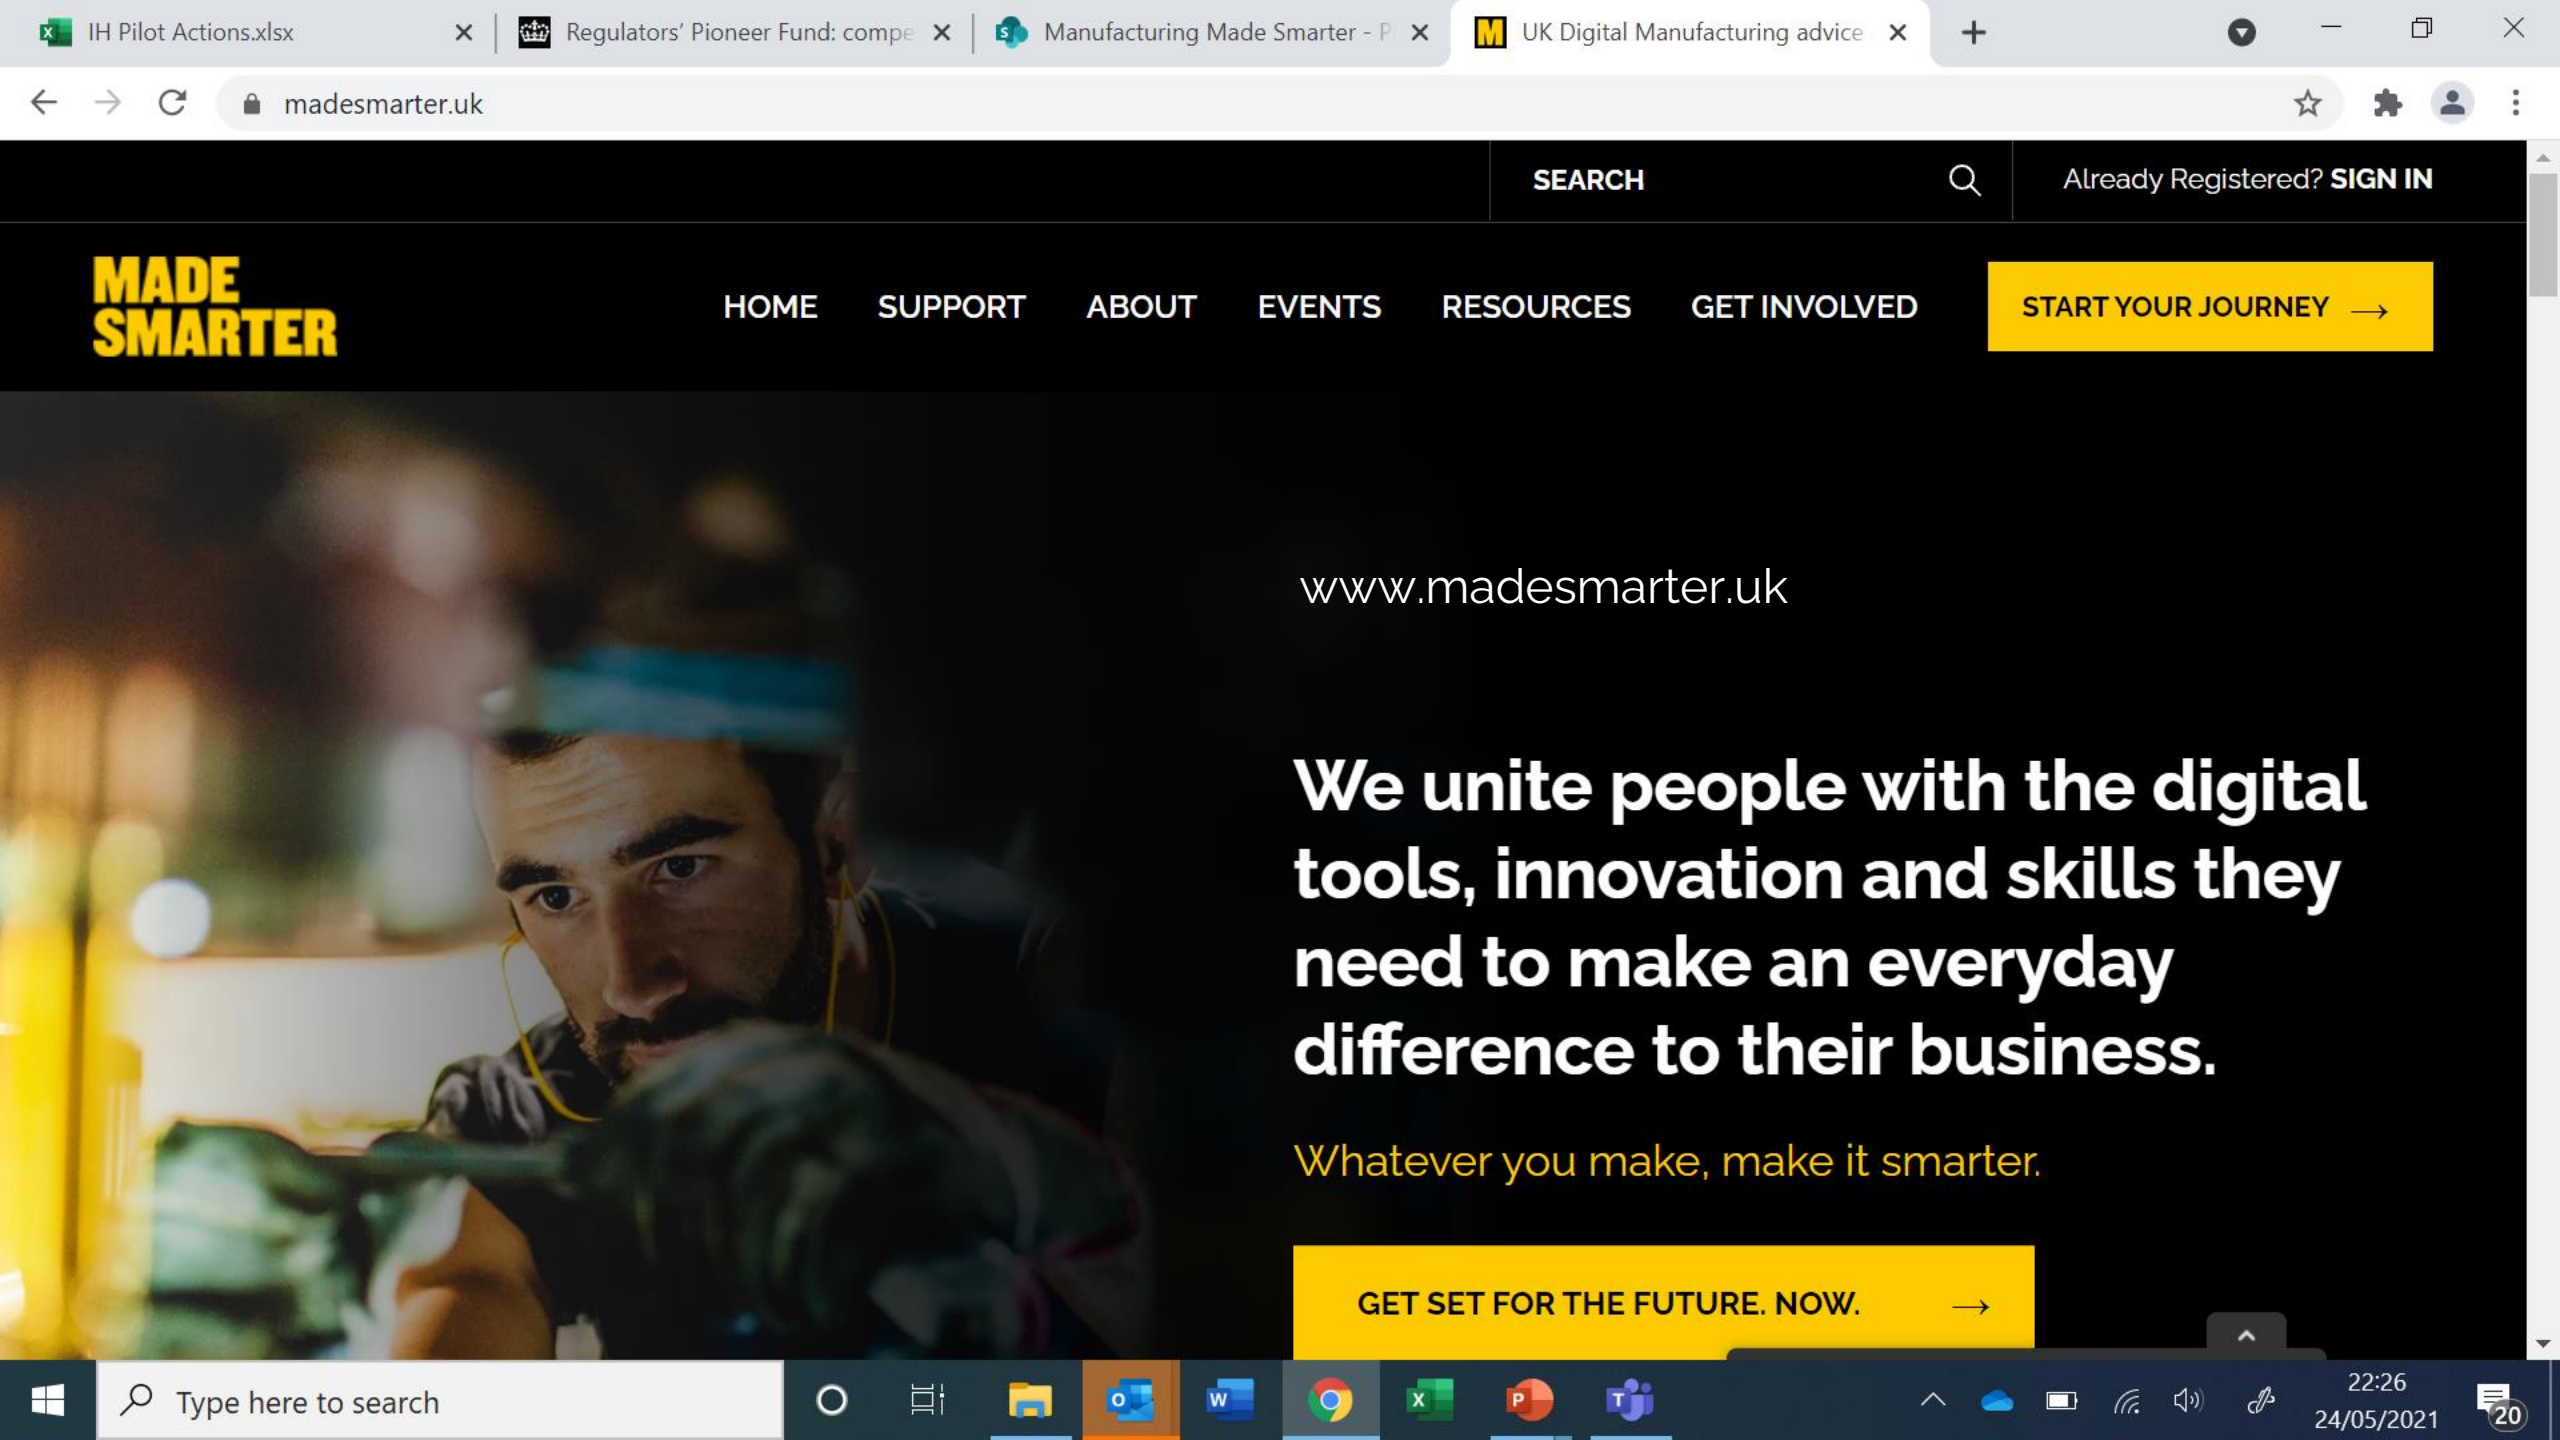 IH Pilot Actions.xlsx
Regulators’ Pioneer Fund: compe
Manufacturing Made Smarter - P
UK Digital Manufacturing advice
madesmarter.uk
SEARCH
Already Registered? SIGN IN
MADE
SMARTER
HOME
SUPPORT
ABOUT
EVENTS
RESOURCES
GET INVOLVED
START YOUR JOURNEY →
www.madesmarter.uk
We unite people with the digital
tools, innovation and skills they
need to make an everyday
difference to their business.
Whatever you make, make it smarter.
GET SET FOR THE FUTURE. NOW. →
Type here to search
22:26
24/05/2021
20